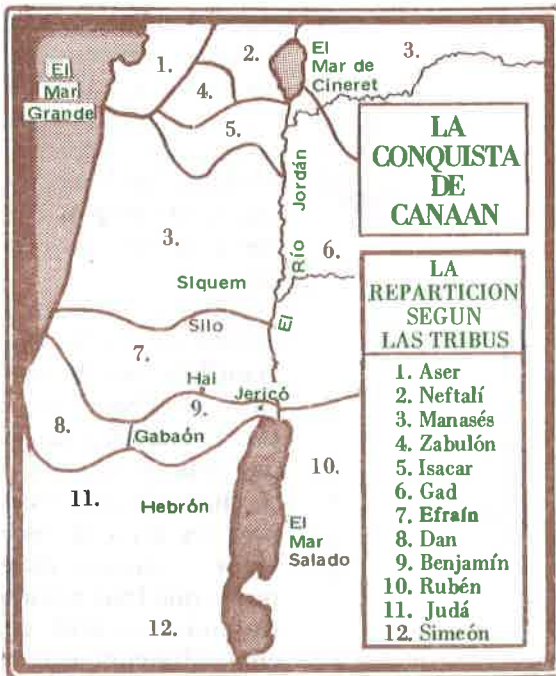 1.
2.
El
Mar de
Cineret
3.
El
Mar
Grande
4.
5.
LA
CONQUISTA
DE
CANAAN
3.
El Río Jordán
6.
Siquem
Silo
7.
Hai
Jericó
8.
9.
Gabaón
10.
11.
Hebrón
El
Mar
Salado
12.
LA
REPARTICION
SEGUN
LAS TRIBUS
1. Aser
2. Neftalí
3. Manasés
4. Zabulón
5. Isacar
6. Gad
7. Efraín
8. Dan
9. Benjamín
10. Rubén
11. Judá
12. Simeón